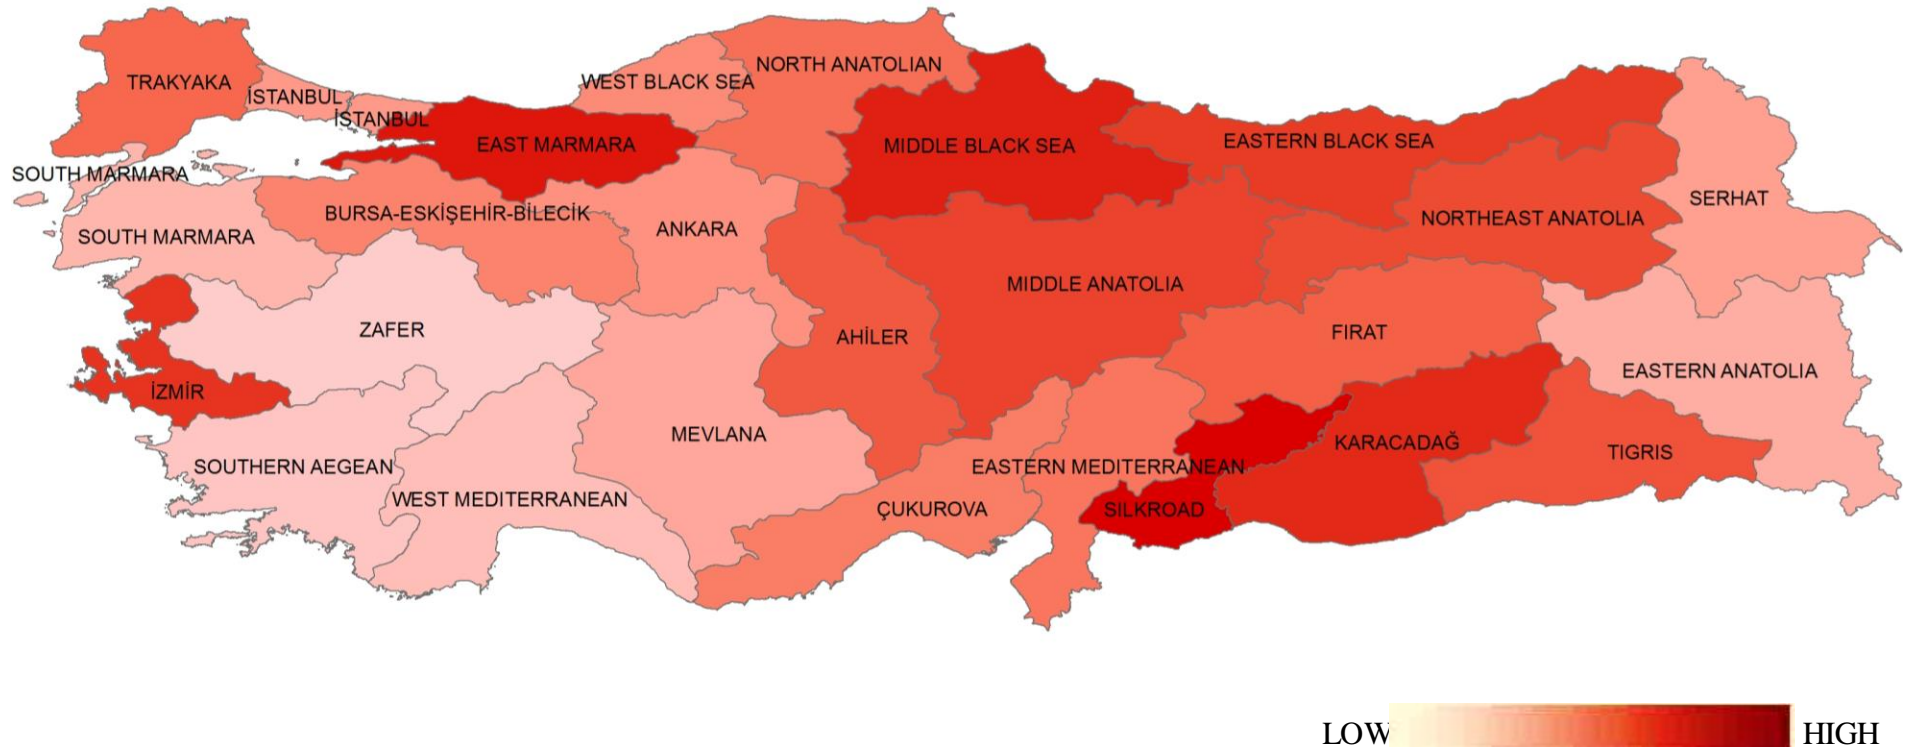 NORTH ANATOLIAN
WEST BLACK SEA
TRAKYAKA
İSTANBUL
İSTANBUL
EAST MARMARA
MIDDLE BLACK SEA
EASTERN BLACK SEA
SOUTH MARMARA
SERHAT
BURSA-ESKİŞEHİR-BİLECİK
NORTHEAST ANATOLIA
ANKARA
SOUTH MARMARA
MIDDLE ANATOLIA
ZAFER
AHİLER
FIRAT
EASTERN ANATOLIA
İZMİR
MEVLANA
KARACADAĞ
TIGRIS
SOUTHERN AEGEAN
EASTERN MEDITERRANEAN
WEST MEDITERRANEAN
ÇUKUROVA
SILKROAD
LOW HIGH